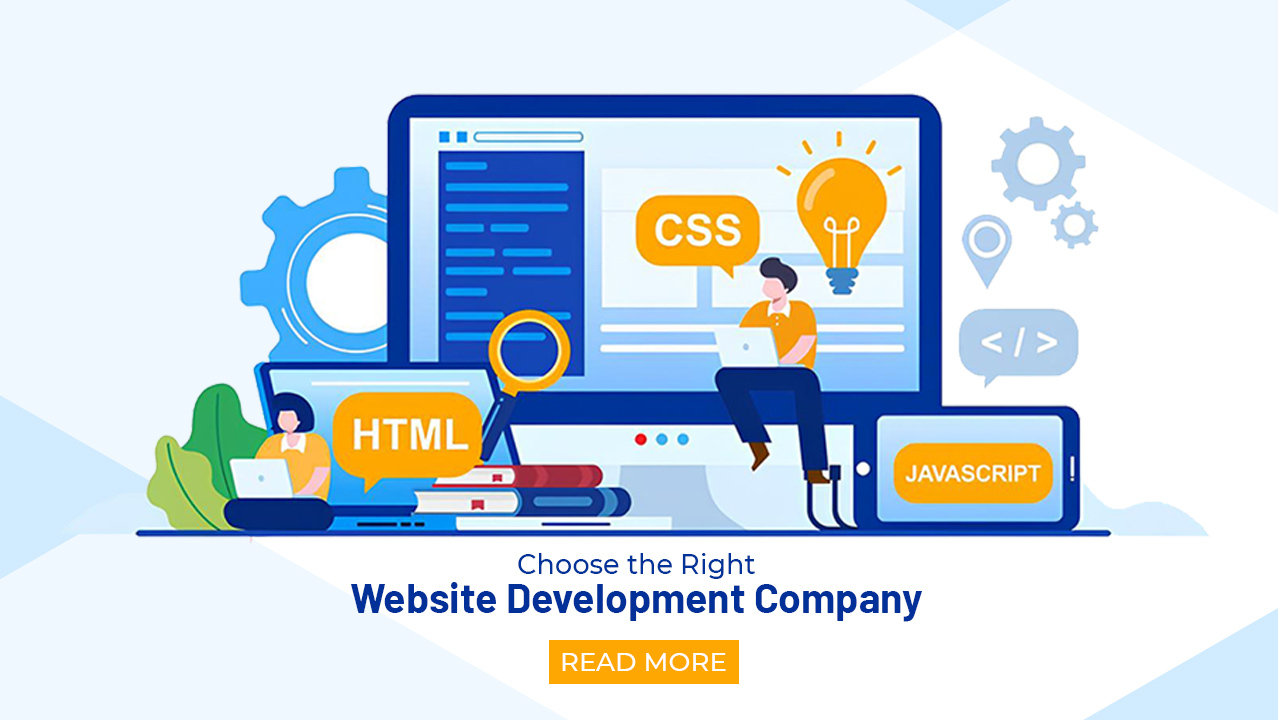 CSS
</>
HTML
JAVASCRIPT
Choose the Right
Website Development Company
READ MORE